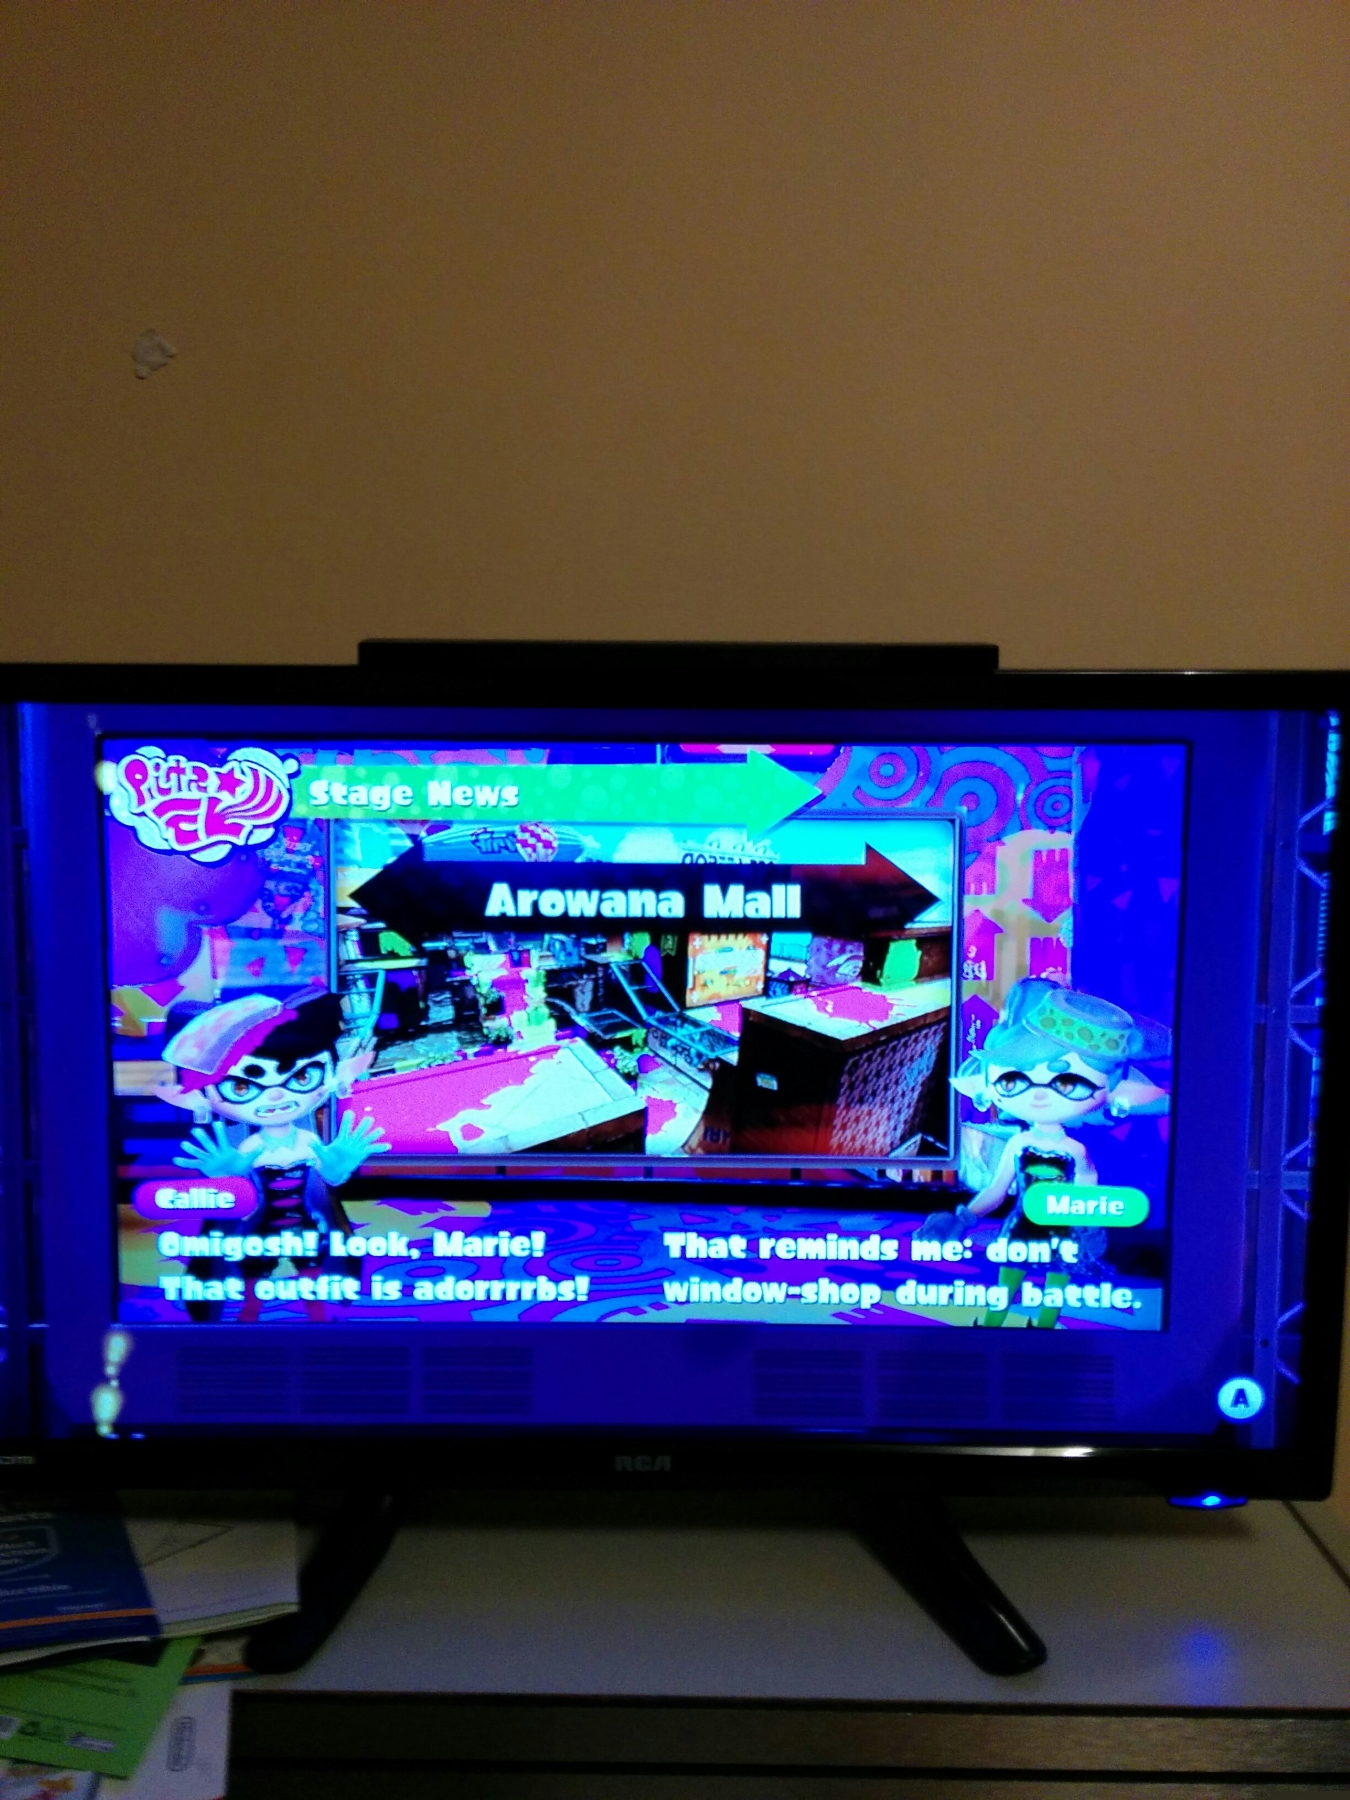 Stage News
Arowana Mall
Callie
Omigosh! Look, Marie!
That outfit is adorrrrbs!
Marie
That reminds me: don't
window-shop during battle.
A
RCA
Nintendo